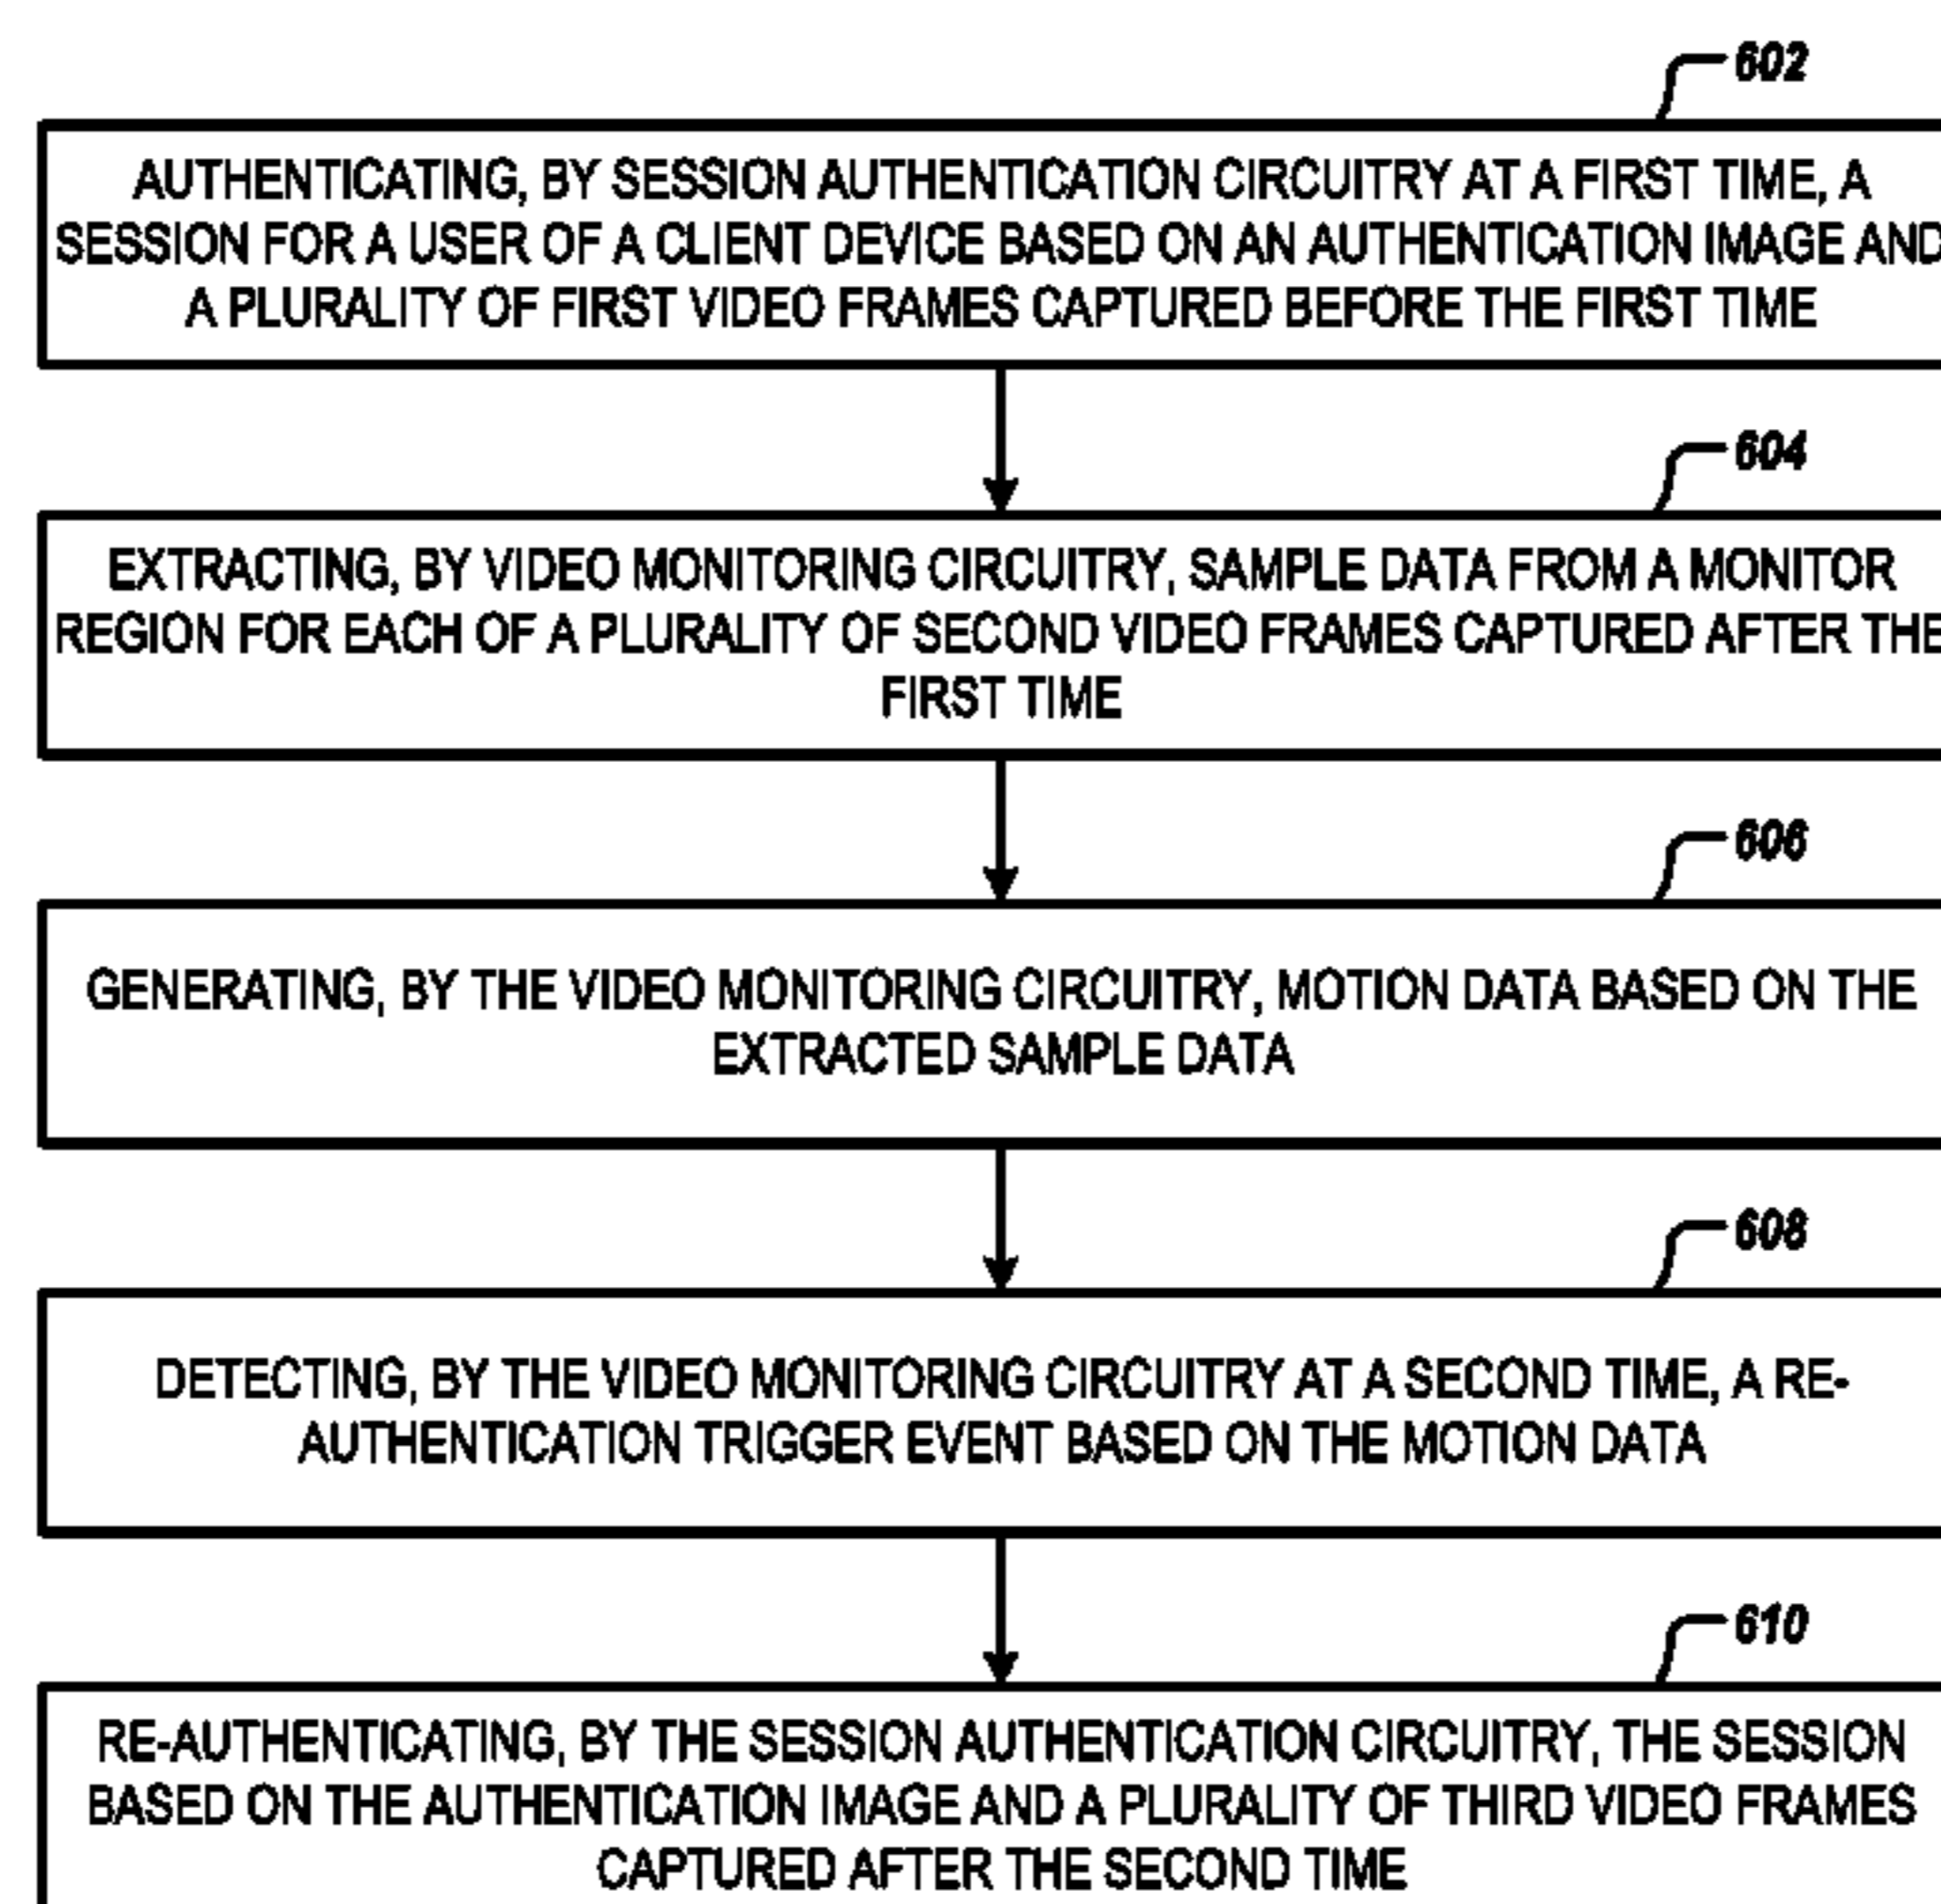 602
AUTHENTICATING, BY SESSION AUTHENTICATION CIRCUITRY AT A FIRST TIME, A
SESSION FOR A USER OF A CLIENT DEVICE BASED ON AN AUTHENTICATION IMAGE AND
A PLURALITY OF FIRST VIDEO FRAMES CAPTURED BEFORE THE FIRST TIME
604
EXTRACTING, BY VIDEO MONITORING CIRCUITRY, SAMPLE DATA FROM A MONITOR
REGION FOR EACH OF A PLURALITY OF SECOND VIDEO FRAMES CAPTURED AFTER THE
FIRST TIME
606
GENERATING, BY THE VIDEO MONITORING CIRCUITRY, MOTION DATA BASED ON THE
EXTRACTED SAMPLE DATA
608
DETECTING, BY THE VIDEO MONITORING CIRCUITRY AT A SECOND TIME, A RE-
AUTHENTICATION TRIGGER EVENT BASED ON THE MOTION DATA
610
RE-AUTHENTICATING, BY THE SESSION AUTHENTICATION CIRCUITRY, THE SESSION
BASED ON THE AUTHENTICATION IMAGE AND A PLURALITY OF THIRD VIDEO FRAMES
CAPTURED AFTER THE SECOND TIME